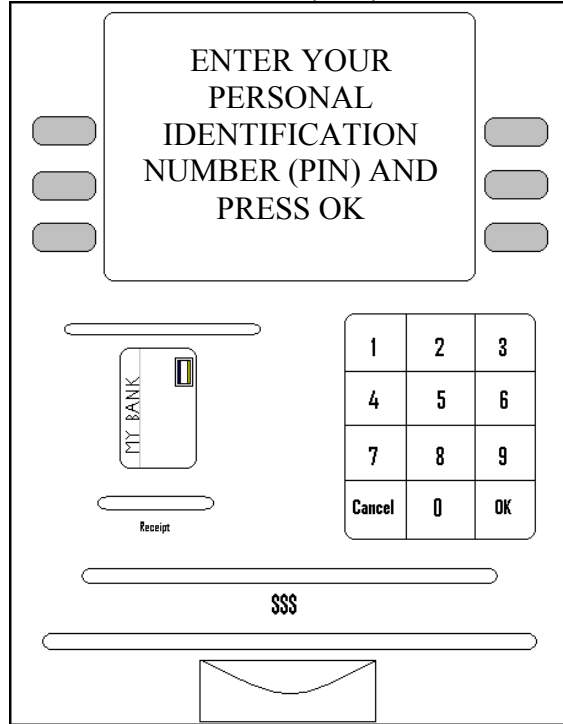 ENTER YOUR
PERSONAL
IDENTIFICATION
NUMBER (PIN) AND
PRESS OK
1 2 3
4 5 6
MY BANK
7 8 9
Cancel 0 OK
Receipt
$$$